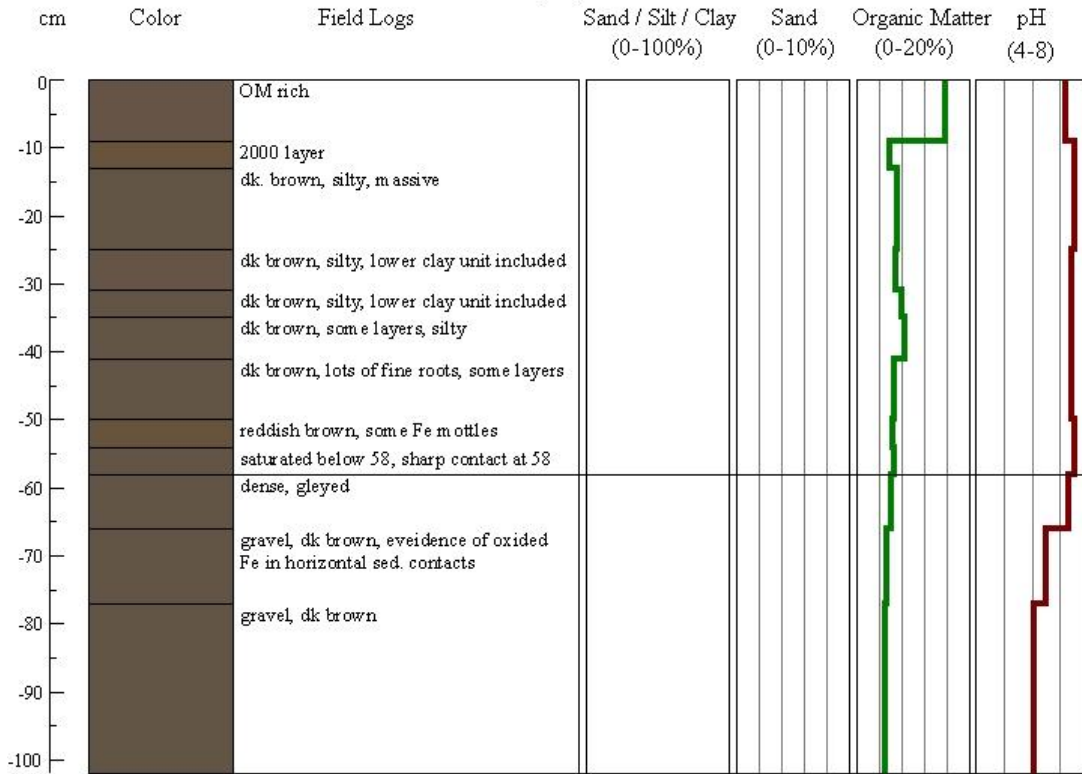 cm Color Field Logs Sand / Silt / Clay Sand Organic Matter pH
(0-100%) (0-10%) (0-20%) (4-8)
0
OM rich
-10
2000 layer
dk. brown, silty, massive
-20
dk brown, silty, lower clay unit included
-30
dk brown, silty, lower clay unit included
dk brown, some layers, silty
-40
dk brown, lots of fine roots, some layers
-50
reddish brown, some Fe mottles
saturated below 58, sharp contact at 58
-60
dense, gleyed
gravel, dk brown, eveidence of oxided
-70
Fe in horizontal sed. contacts
gravel, dk brown
-80
-90
-100